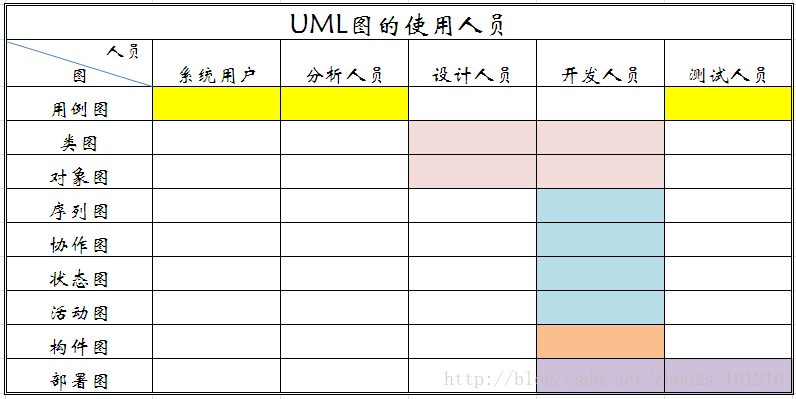 UML图的使用人员
人员
图 系统用户 分析人员 设计人员 开发人员 测试人员
用例图
类图
对象图
序列图
协作图
状态图
活动图
构件图
部署图
http://blog.csdn.net/zhou2s_101216